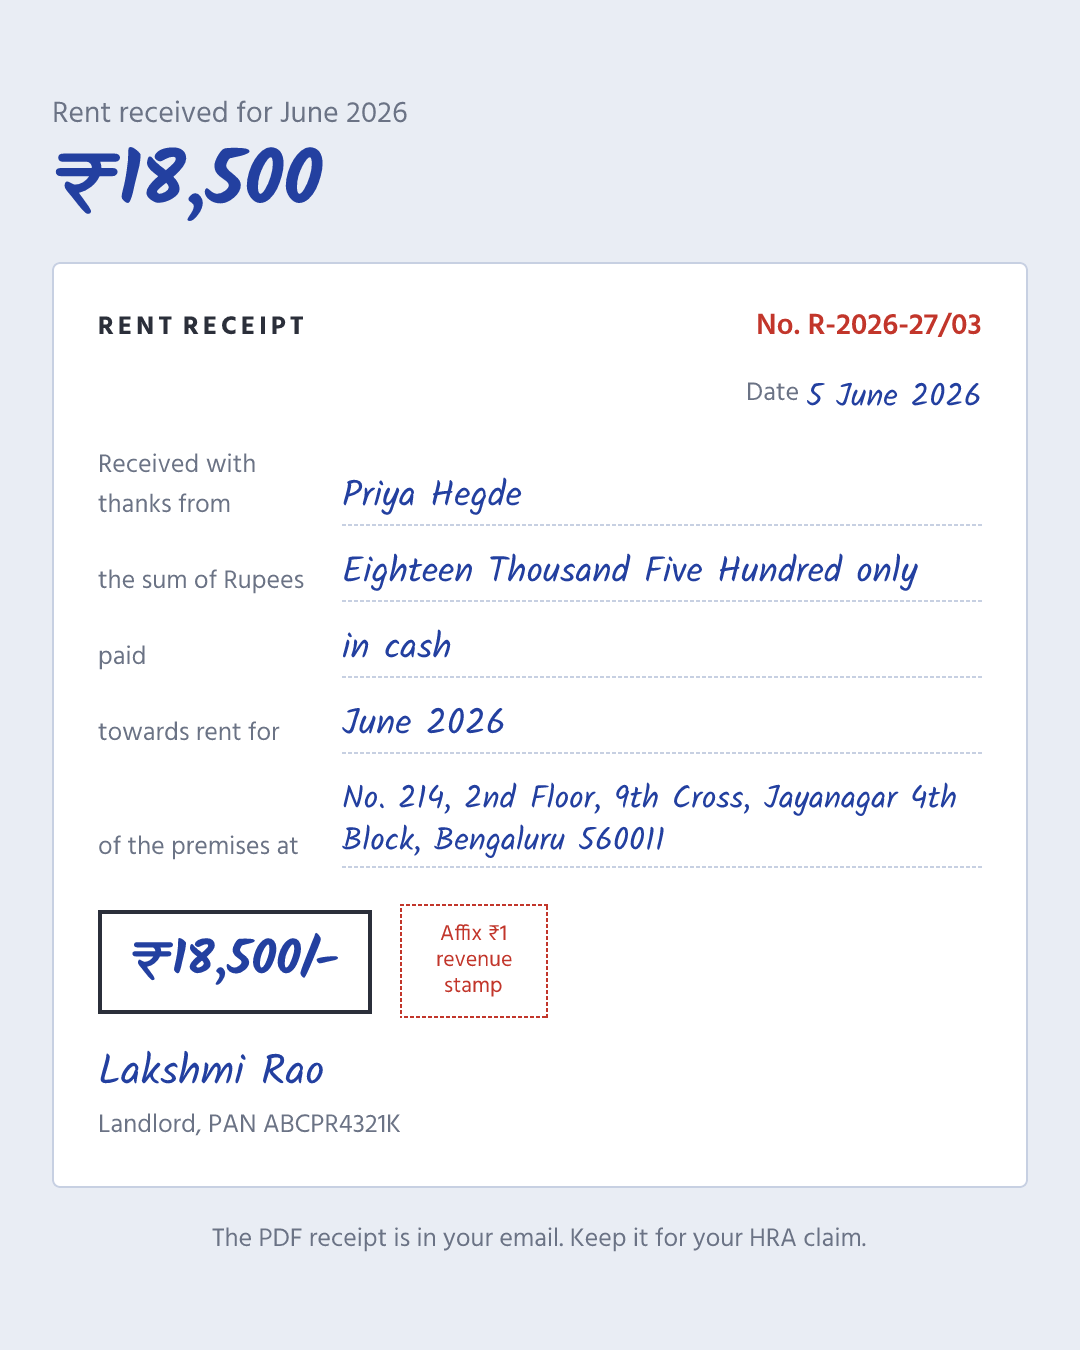 Rent received for June 2026
₹18,500
RENT RECEIPT
No. R-2026-27/03
Date 5 June 2026
Received with
thanks from
Priya Hegde
the sum of Rupees
Eighteen Thousand Five Hundred only
paid
in cash
towards rent for
June 2026
of the premises at
No. 214, 2nd Floor, 9th Cross, Jayanagar 4th
Block, Bengaluru 560011
₹18,500/-
Affix ₹1
revenue
stamp
Lakshmi Rao
Landlord, PAN ABCPR4321K
The PDF receipt is in your email. Keep it for your HRA claim.